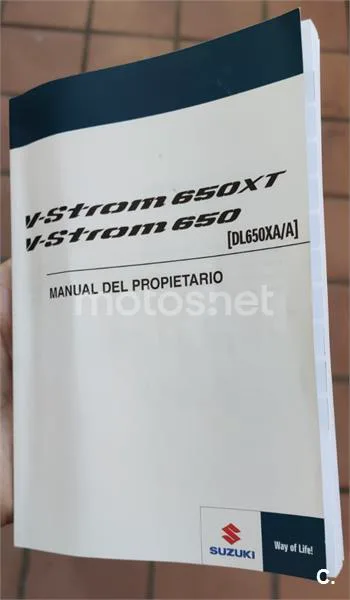 V-Strom 650XT
V-Strom 650
[DL650XA/A]
MANUAL DEL PROPIETARIO
motos.net
SUZUKI
Way of Life!
C.